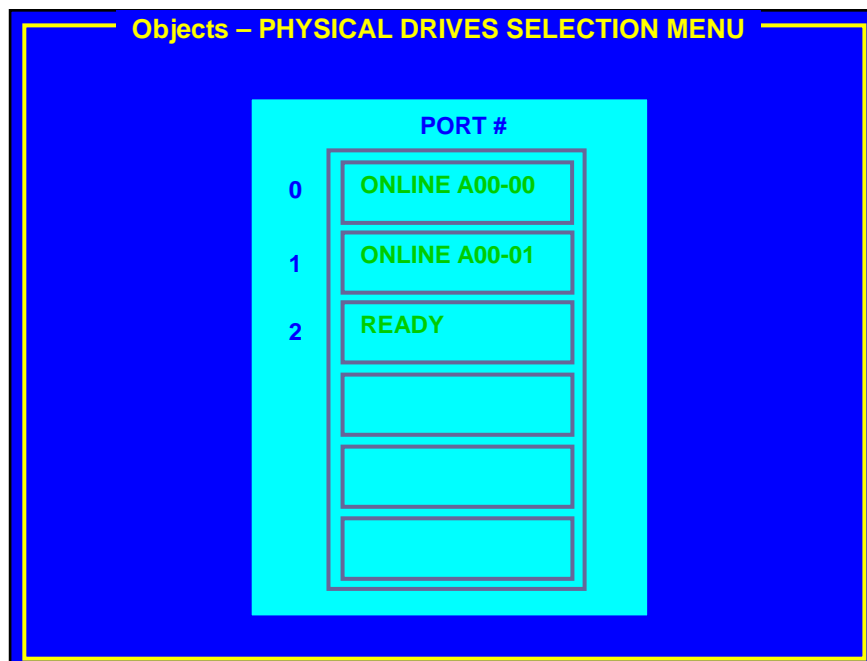 Objects – PHYSICAL DRIVES SELECTION MENU
PORT #
0 ONLINE A00-00
1 ONLINE A00-01
2 READY